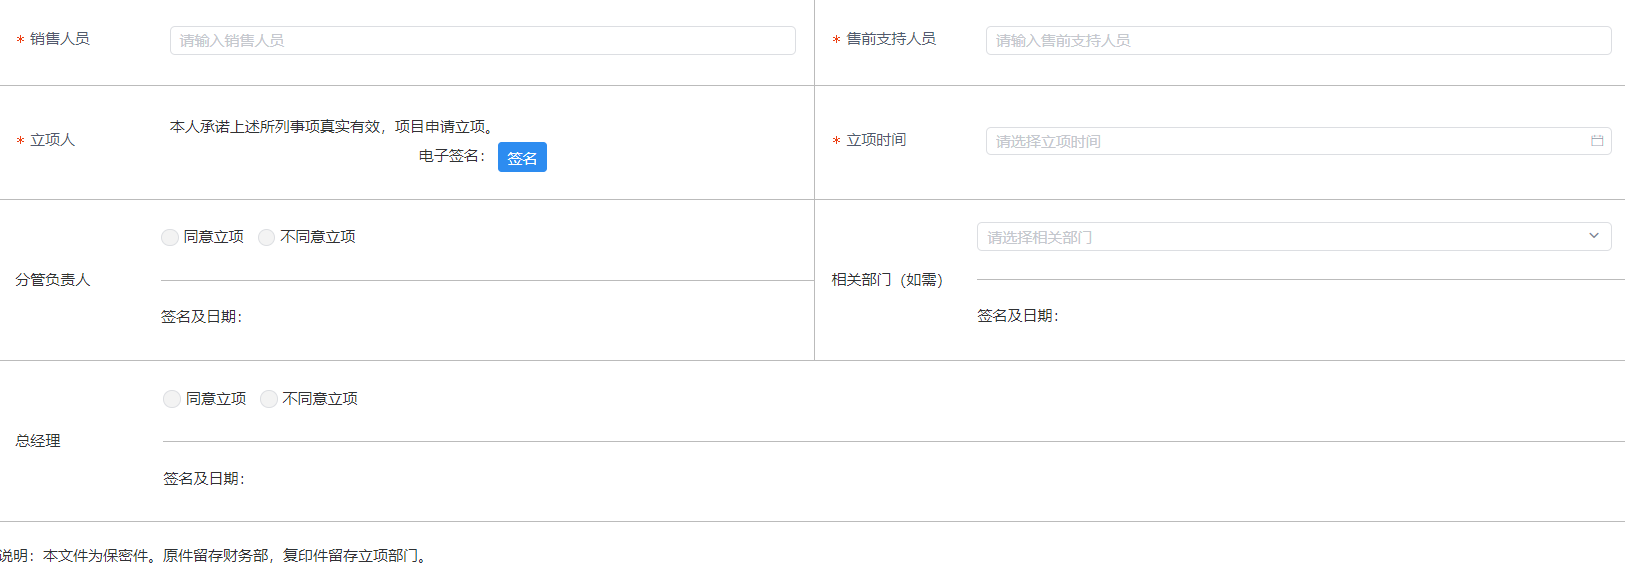 * 销售人员 请输入销售人员 * 售前支持人员 请输入售前支持人员
本人承诺上述所列事项真实有效，项目申请立项。
* 立项人 * 立项时间 请选择立项时间
电子签名： 签名
同意立项 不同意立项 请选择相关部门
分管负责人 相关部门（如需）
签名及日期： 签名及日期：
同意立项 不同意立项
总经理
签名及日期：
说明：本文件为保密件。原件留存财务部，复印件留存立项部门。